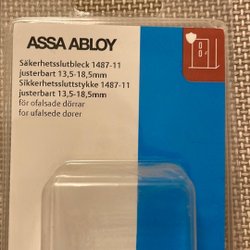 ASSA ABLOY
Säkerhetsslutbleck 1487-11
justerbart 13,5-18,5mm
Sikkerhetssluttstykke 1487-11
justerbart 13,5-18,5mm
för ofalsade dörrar
for ufalsede dører